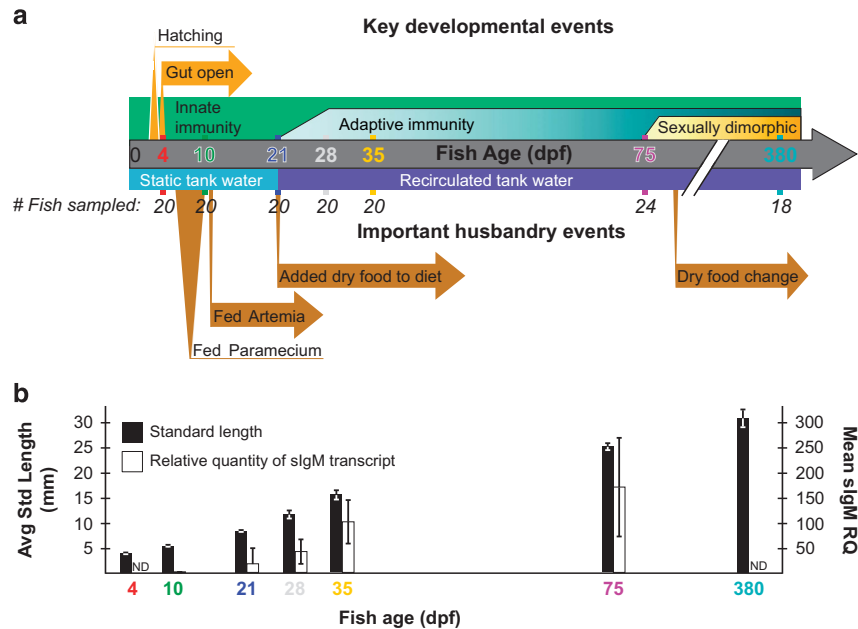 a
Key developmental events
Hatching
Gut open
Innate immunity
Adaptive immunity
Sexually dimorphic
0 4 10 21 28 35 Fish Age (dpf) 75 380
Static tank water
Recirculated tank water
# Fish sampled: 20 20 20 20 20 24 18
Important husbandry events
Added dry food to diet
Dry food change
Fed Artemia
Fed Paramecium
b
Avg Std Length (mm)
30
25
20
15
10
5
Standard length
Relative quantity of sIgM transcript
ND
ND
300
250
200
150
100
50
Mean sIgM RQ
4 10 21 28 35 75 380
Fish age (dpf)